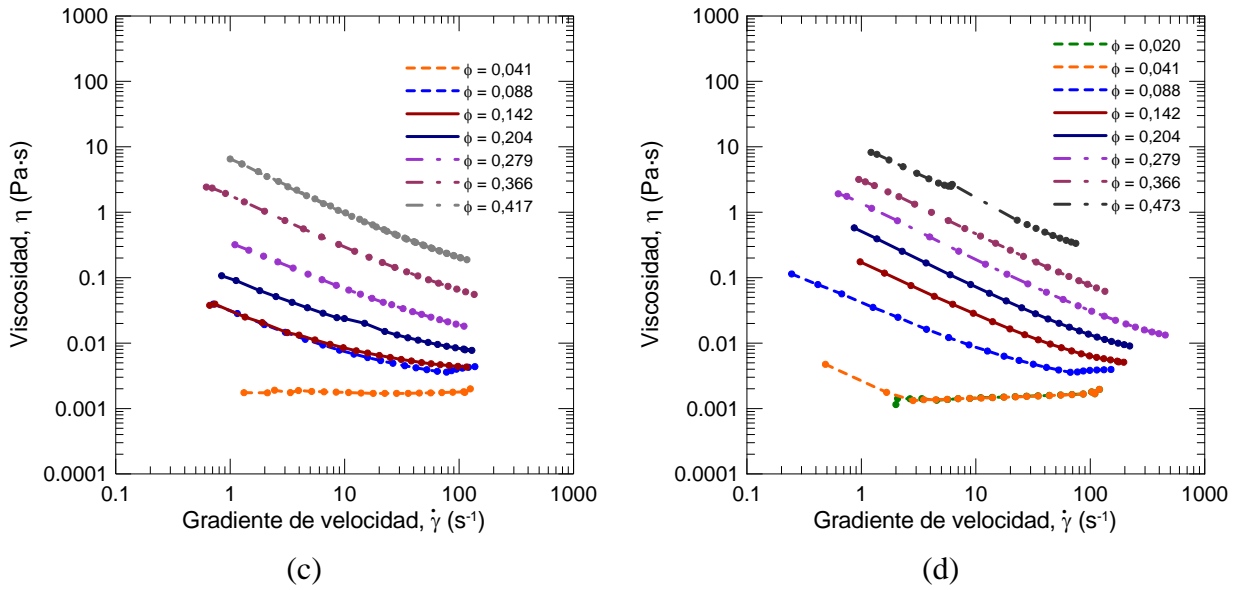 (c)
1000
100
10
1
0.1
0.01
0.001
0.0001
Viscosidad, η (Pa·s)
ϕ = 0,041
ϕ = 0,088
ϕ = 0,142
ϕ = 0,204
ϕ = 0,279
ϕ = 0,366
ϕ = 0,417
0.1 1 10 100 1000
Gradiente de velocidad, γ̇ (s⁻¹)
(c)
(d)
1000
100
10
1
0.1
0.01
0.001
0.0001
Viscosidad, η (Pa·s)
ϕ = 0,020
ϕ = 0,041
ϕ = 0,088
ϕ = 0,142
ϕ = 0,204
ϕ = 0,279
ϕ = 0,366
ϕ = 0,473
0.1 1 10 100 1000
Gradiente de velocidad, γ̇ (s⁻¹)
(d)